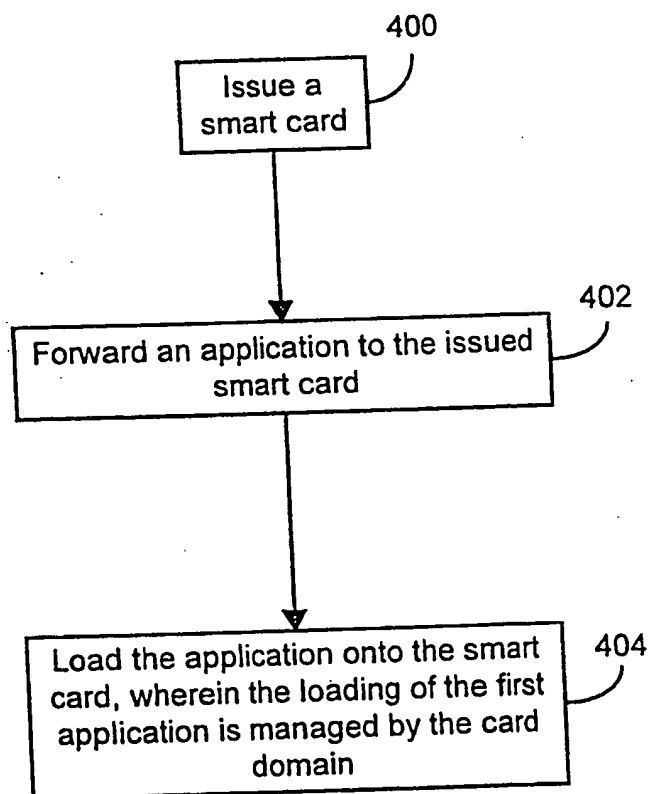 400
Issue a
smart card
402
Forward an application to the issued
smart card
404
Load the application onto the smart
card, wherein the loading of the first
application is managed by the card
domain